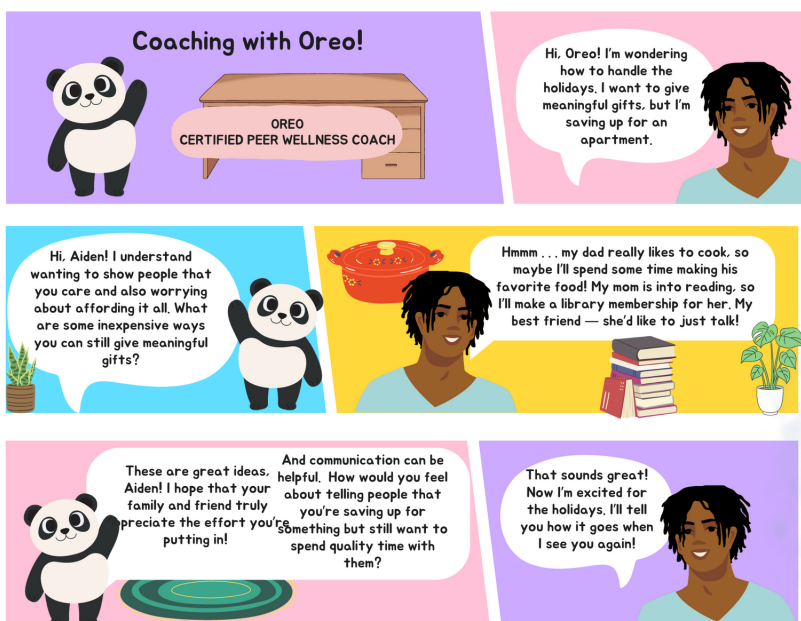 Coaching with Oreo!
OREO
CERTIFIED PEER WELLNESS COACH
Hi, Oreo! I'm wondering
how to handle the
holidays. I want to give
meaningful gifts, but I'm
saving up for an
apartment.
Hi, Aiden! I understand
wanting to show people that
you care and also worrying
about affording it all. What
are some inexpensive ways
you can still give meaningful
gifts?
Hmmm . . . my dad really likes to cook, so
maybe I'll spend some time making his
favorite food! My mom is into reading, so
I'll make a library membership for her. My
best friend — she'd like to just talk!
These are great ideas,
Aiden! I hope that your
family and friend truly
preciate the effort you're
putting in!
And communication can be
helpful. How would you feel
about telling people that
you're saving up for
something but still want to
spend quality time with
them?
That sounds great!
Now I'm excited for
the holidays. I'll tell
you how it goes when
I see you again!